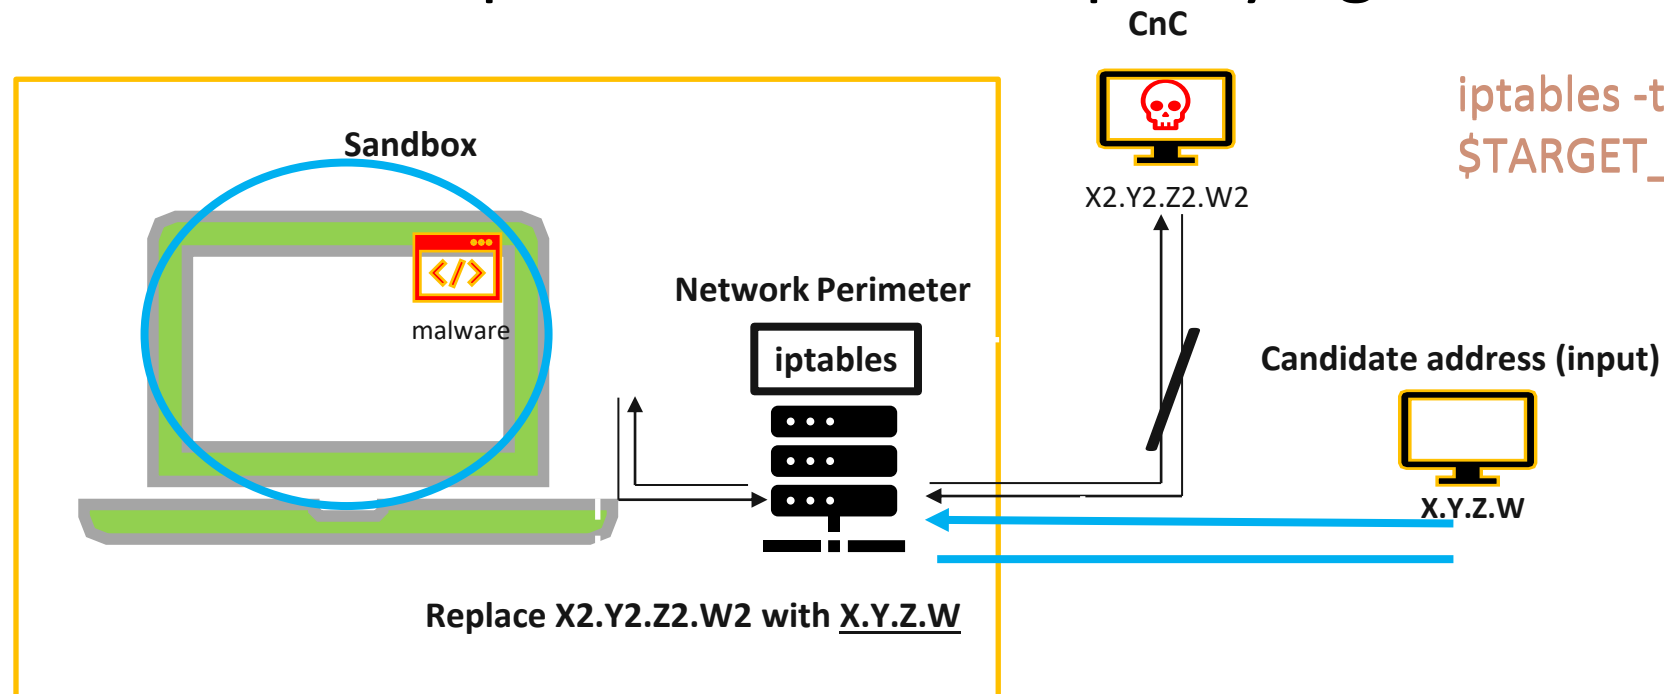 CnC
iptables -t
$TARGET_
Sandbox
X2.Y2.Z2.W2
</>
malware
Network Perimeter
iptables
Candidate address (input)
X.Y.Z.W
Replace X2.Y2.Z2.W2 with X.Y.Z.W